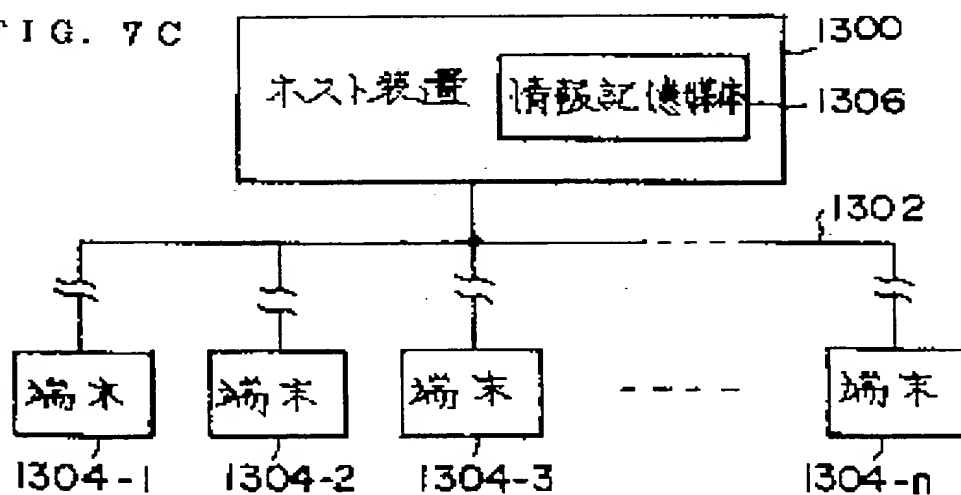 FIG. 7C
1300
ホスト装置
情報記憶媒体
1306
1302
端末
端末
端末
端末
1304-1
1304-2
1304-3
1304-n